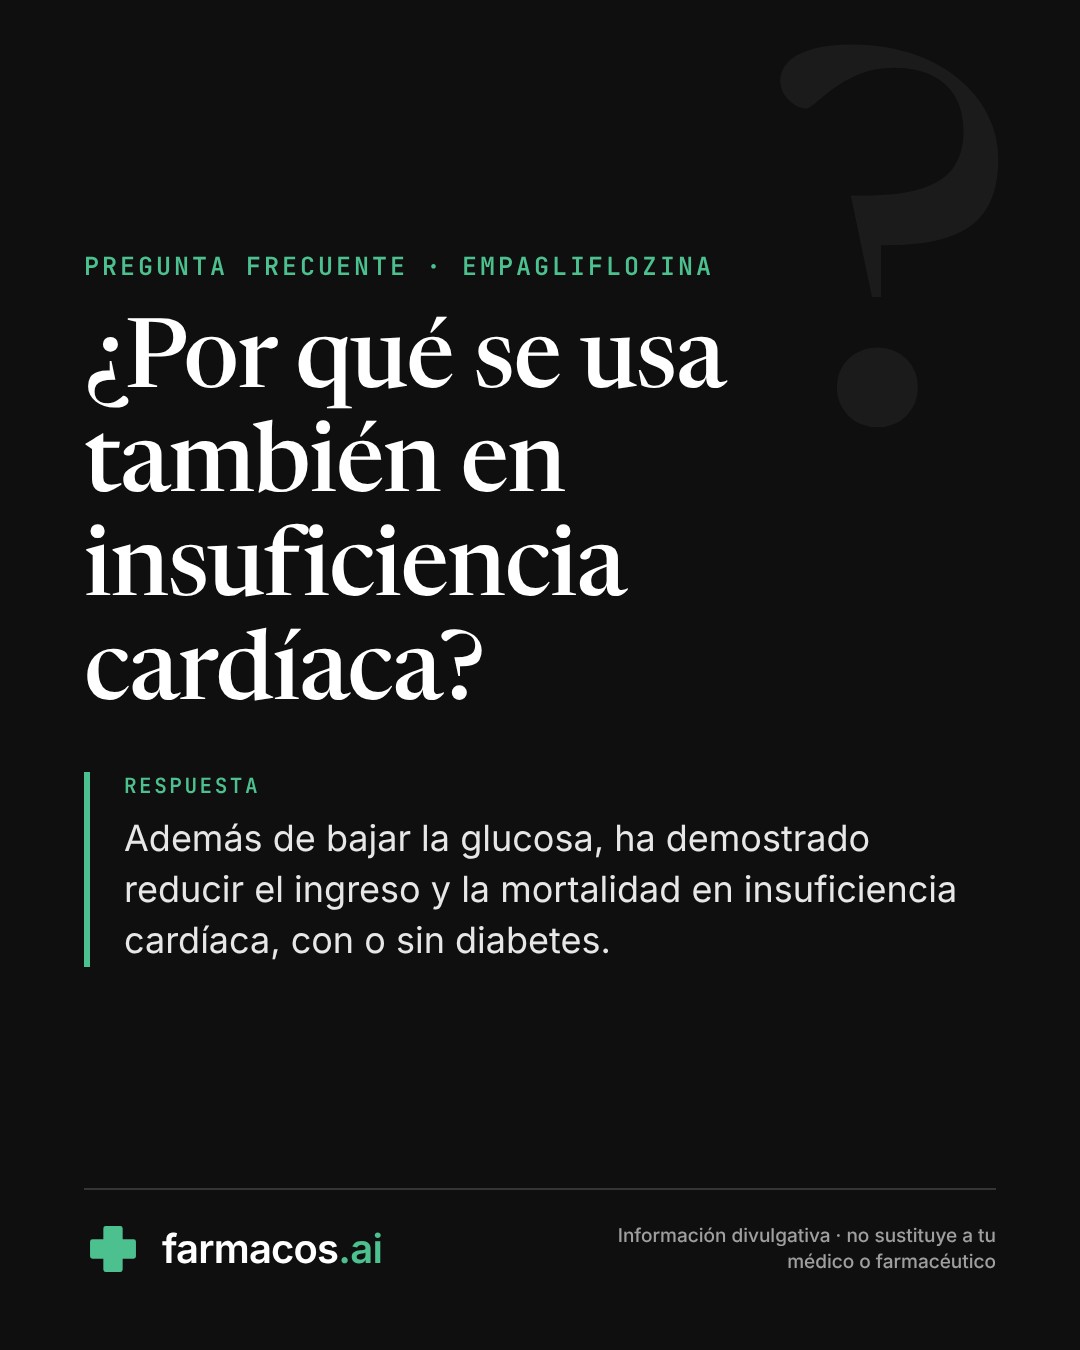 PREGUNTA FRECUENTE · EMPAGLIFLOZINA
¿Por qué se usa
también en
insuficiencia
cardíaca?
RESPUESTA
Además de bajar la glucosa, ha demostrado
reducir el ingreso y la mortalidad en insuficiencia
cardíaca, con o sin diabetes.
farmacos.ai
Información divulgativa · no sustituye a tu
médico o farmacéutico